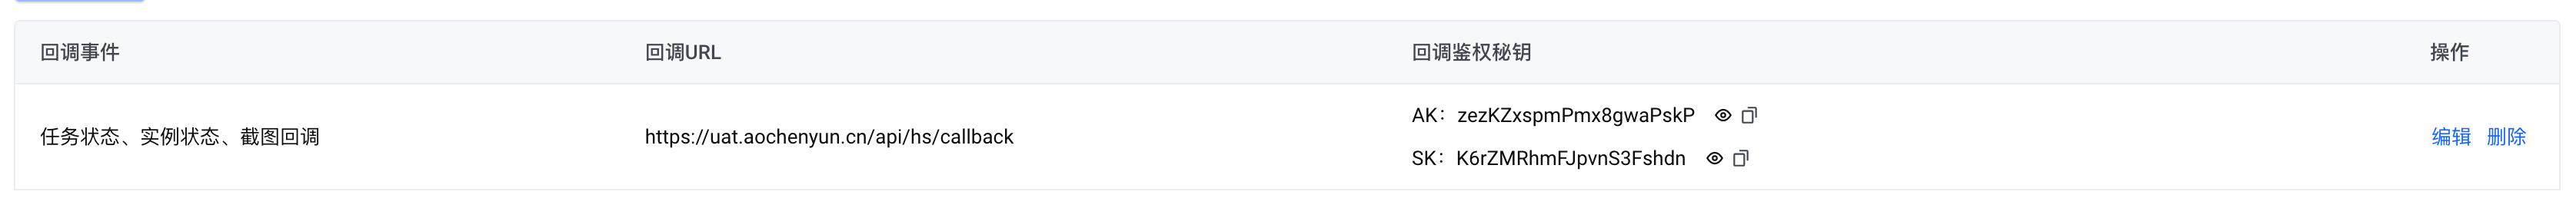 回调事件 回调URL 回调鉴权秘钥 操作
任务状态、实例状态、截图回调 https://uat.aochenyun.cn/api/hs/callback AK：zezKZxspmPmx8gwaPskP 编辑 删除
SK：K6rZMRhmFJpvnS3Fshdn